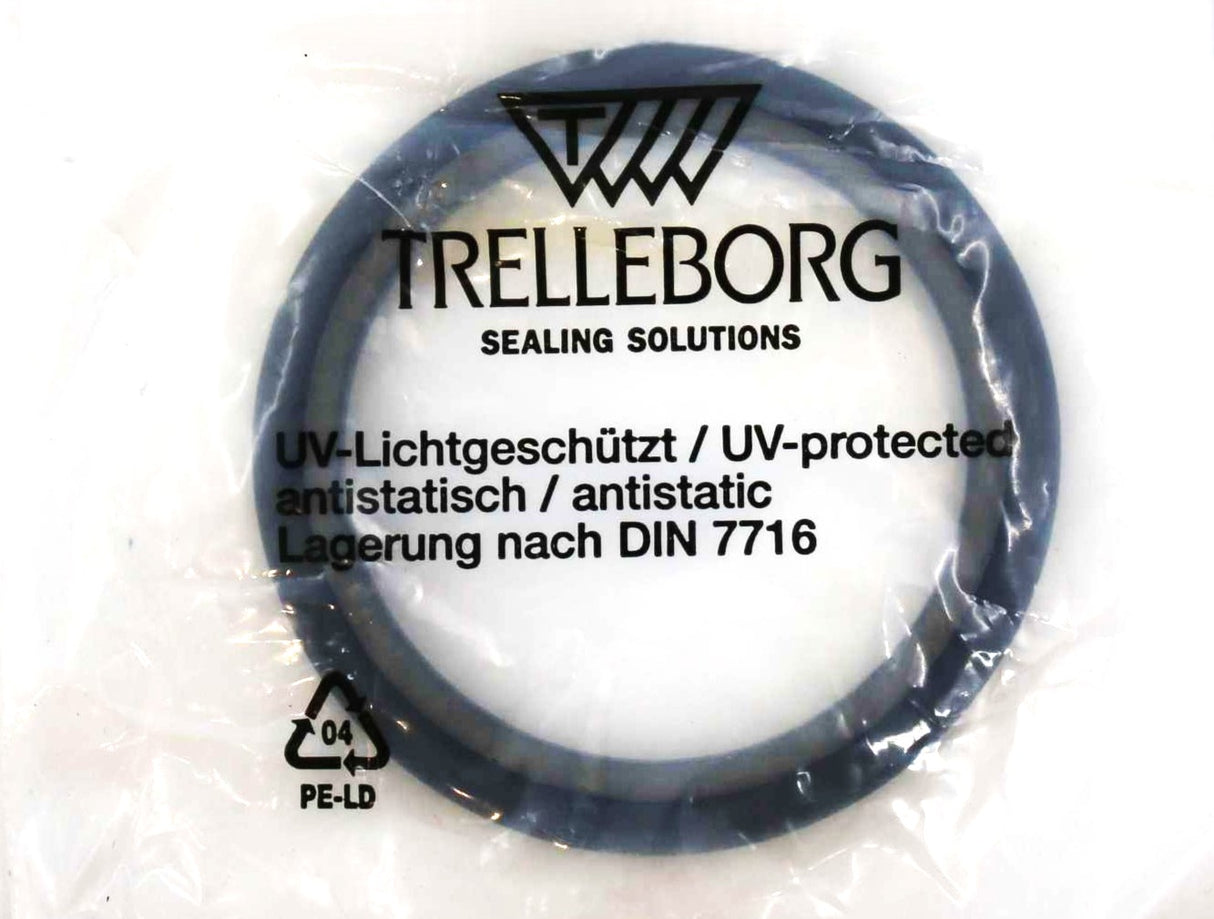 T
TRELLEBORG
SEALING SOLUTIONS
UV-Lichtgeschützt / UV-protected
antistatisch / antistatic
Lagerung nach DIN 7716
04
PE-LD